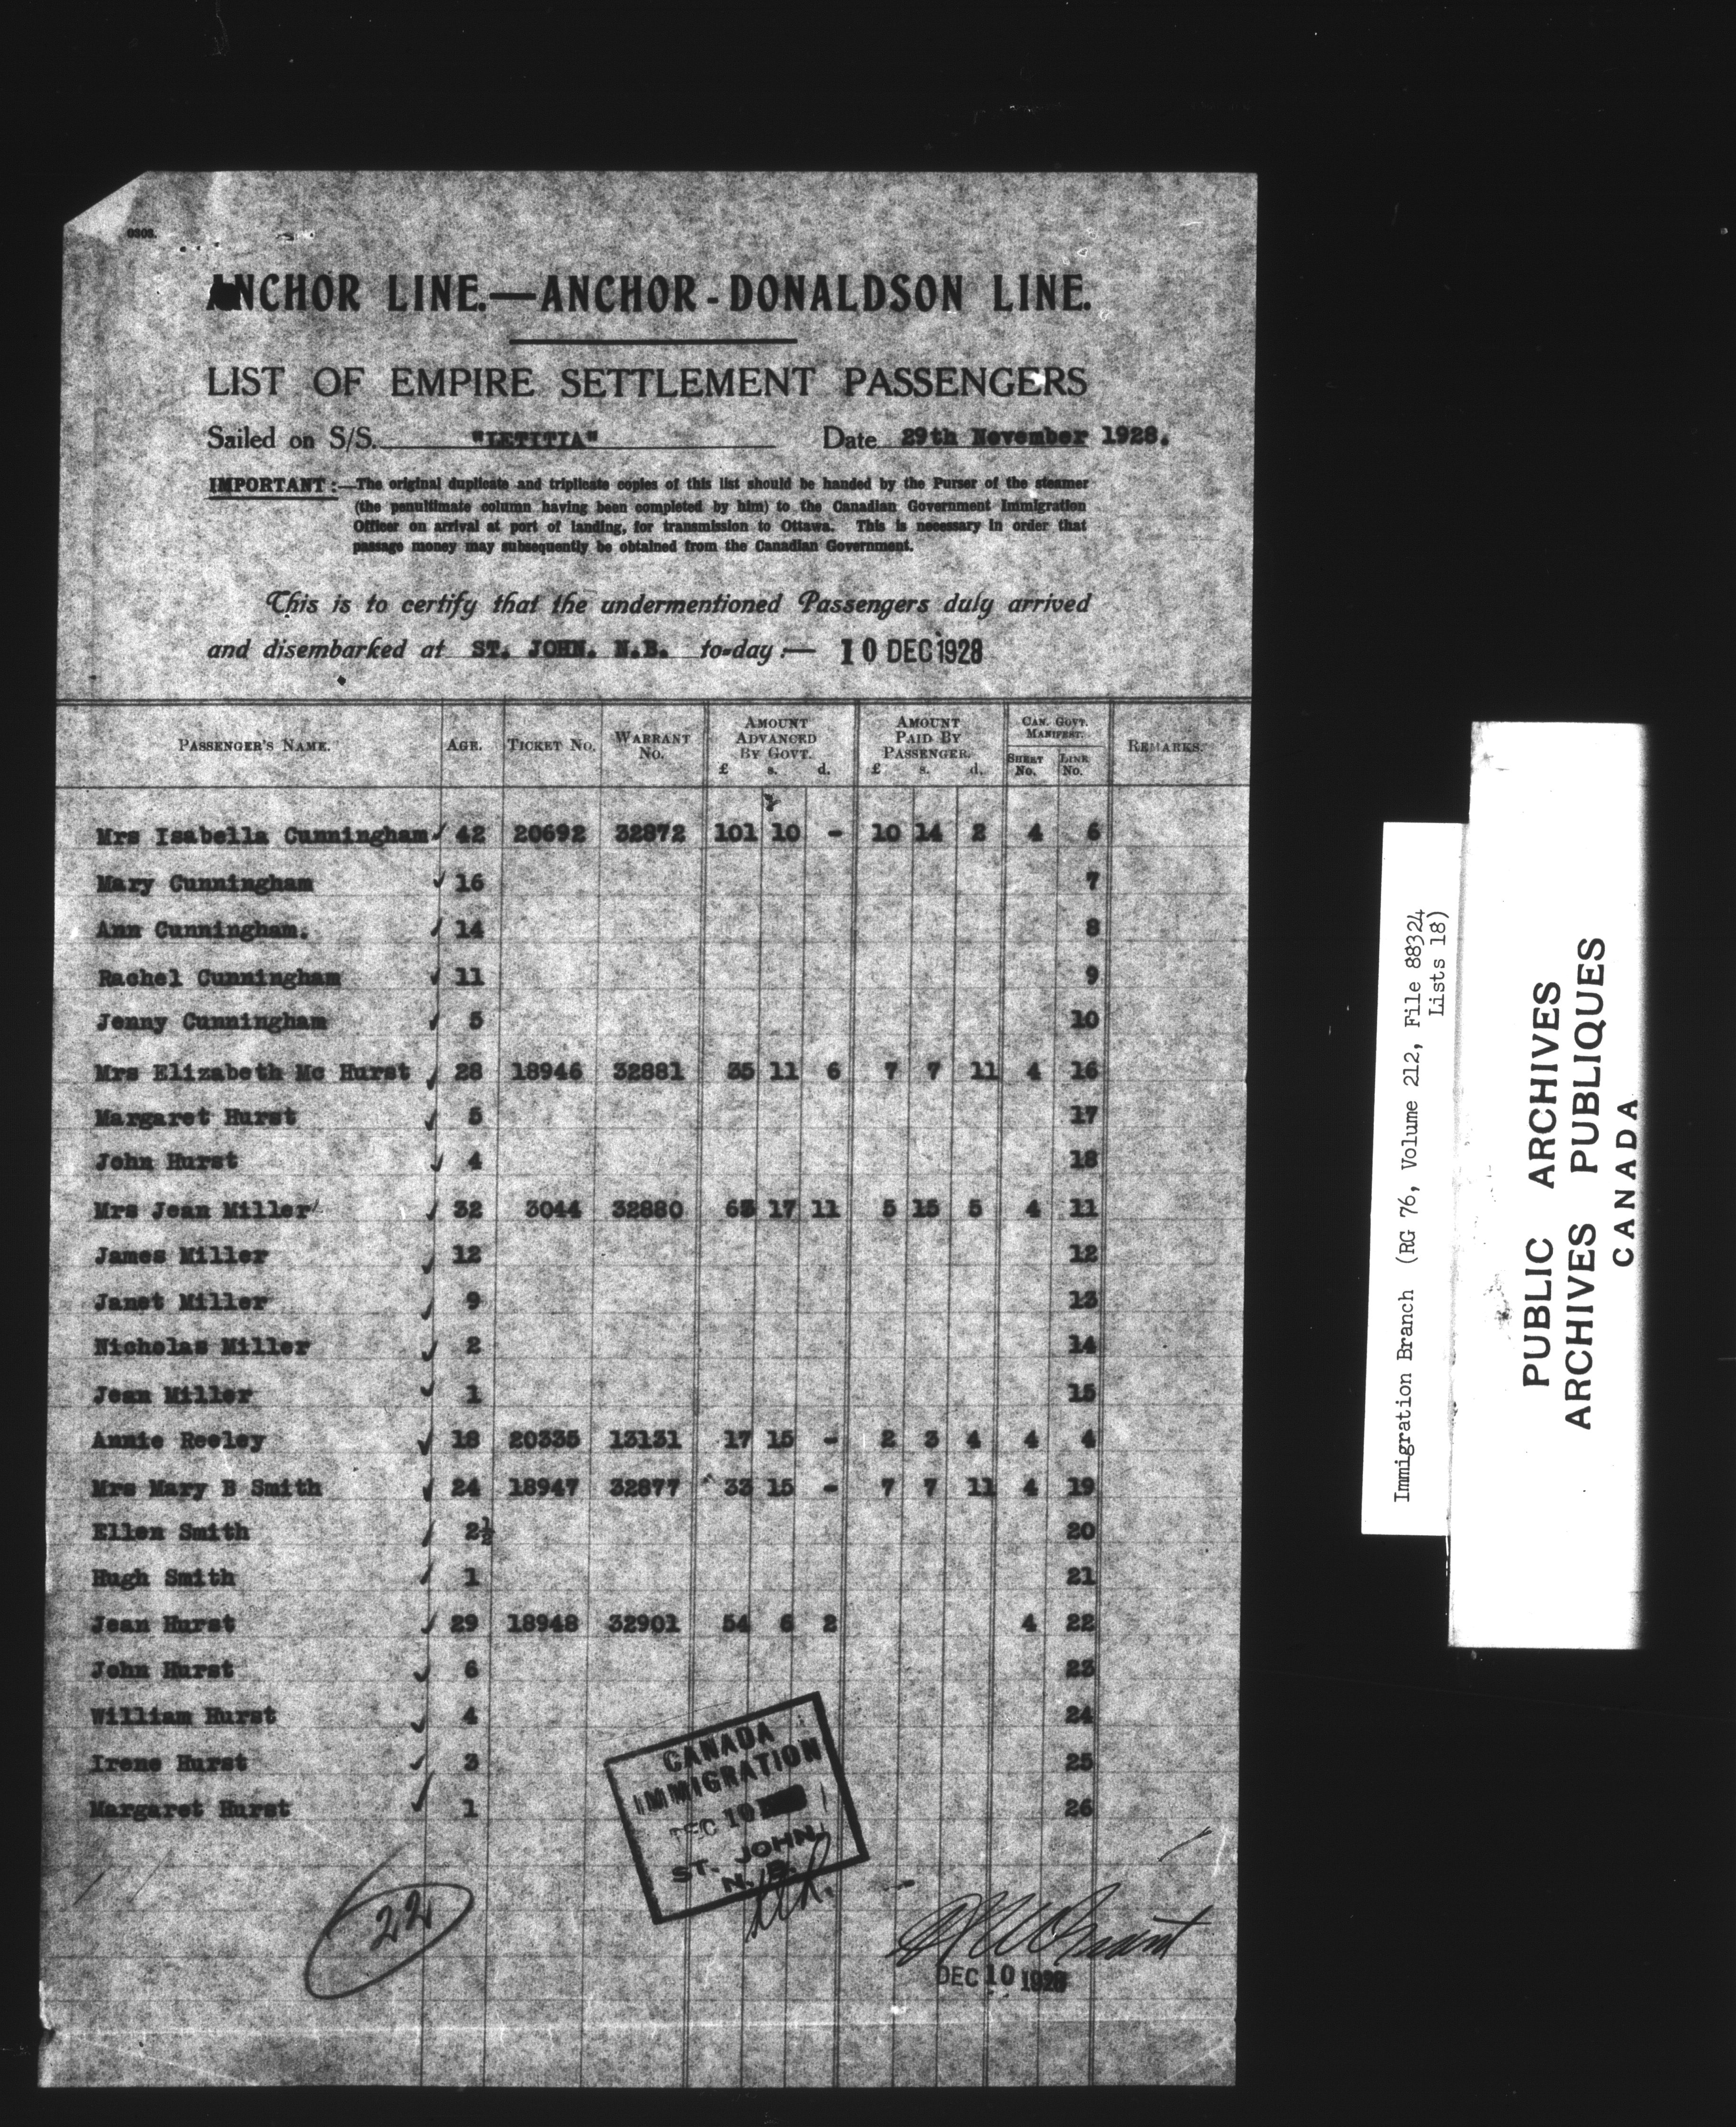 0303.
ANCHOR LINE.—ANCHOR-DONALDSON LINE.
LIST OF EMPIRE SETTLEMENT PASSENGERS
Sailed on S/S. "LETITIA" Date 29th November 1928.
IMPORTANT:—The original duplicate and triplicate copies of this list should be handed by the Purser of the steamer
(the penultimate column having been completed by him) to the Canadian Government Immigration
Officer on arrival at port of landing, for transmission to Ottawa. This is necessary in order that
passage money may subsequently be obtained from the Canadian Government.
This is to certify that the undermentioned Passengers duly arrived
and disembarked at ST. JOHN. N.B. to-day:— 10 DEC 1928
PASSENGER'S NAME. AGE. TICKET NO. WARRANT NO. AMOUNT ADVANCED BY GOVT. £ s. d. AMOUNT PAID BY PASSENGER. £ s. d. CAN. GOVT. MANIFEST. SHEET NO. LINE NO. REMARKS.
Mrs Isabella Cunningham 42 20692 32872 101 10 - 10 14 2 4 6
Mary Cunningham 16 7
Ann Cunningham. 14 8
Rachel Cunningham 11 9
Jenny Cunningham 5 10
Mrs Elizabeth Mc Hurst 28 18946 32881 35 11 6 7 7 11 4 16
Margaret Hurst 5 17
John Hurst 4 18
Mrs Jean Miller 32 3044 32880 63 17 11 5 15 5 4 11
James Miller 12 12
Janet Miller 9 13
Nicholas Miller 2 14
Jean Miller 1 15
Annie Reeley 18 20335 13131 17 15 - 2 3 4 4 4
Mrs Mary B Smith 24 18947 32877 33 15 - 7 7 11 4 19
Ellen Smith 2½ 20
Hugh Smith 1 21
Jean Hurst 29 18948 32901 54 6 2 4 22
John Hurst 6 23
William Hurst 4 24
Irene Hurst 3 25
Margaret Hurst 1 26
CANADA
IMMIGRATION
DEC 10
ST. JOHN,
N.B.
22
DEC 10 1928
Immigration Branch (RG 76, Volume 212, File 88324
Lists 18)
PUBLIC ARCHIVES
ARCHIVES PUBLIQUES
CANADA